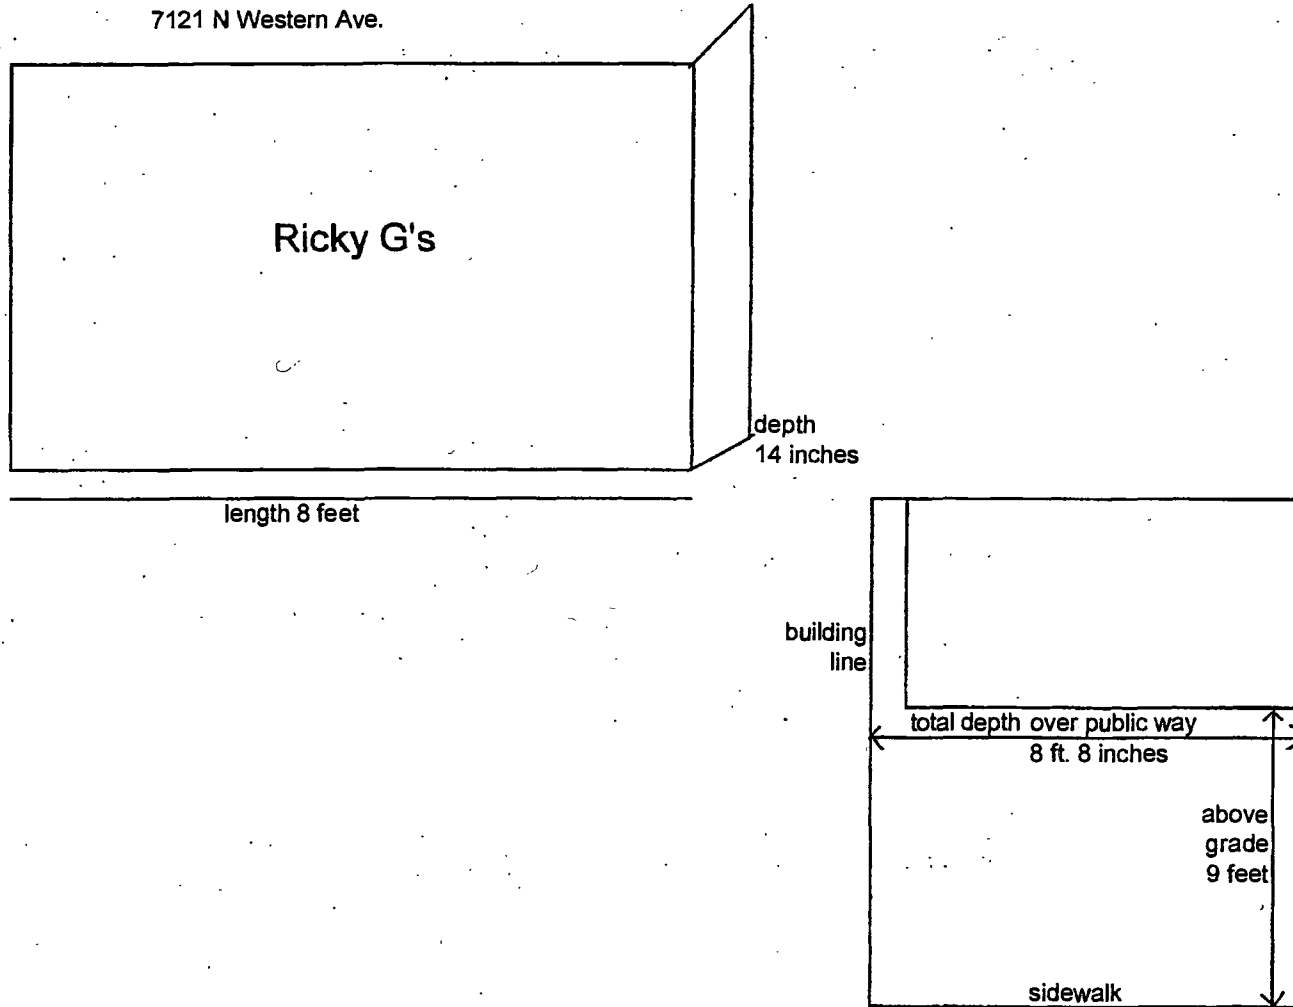 7121 N Western Ave.
Ricky G's
depth
14 inches
length 8 feet
building
line
total depth over public way
8 ft. 8 inches
above
grade
9 feet
sidewalk